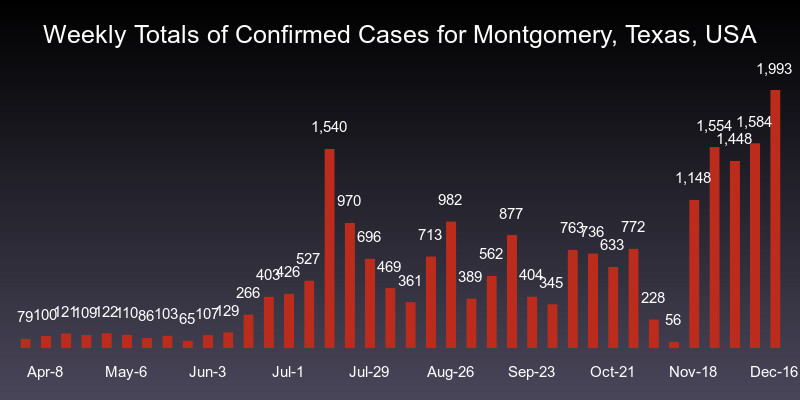 Weekly Totals of Confirmed Cases for Montgomery, Texas, USA
79 100 121 109 122 110 86 103 65 107 129 266 403 426 527 1,540 970 696 469 361 713 982 389 562 877 404 345 763 736 633 772 228 56 1,148 1,554 1,448 1,584 1,993
Apr-8 May-6 Jun-3 Jul-1 Jul-29 Aug-26 Sep-23 Oct-21 Nov-18 Dec-16